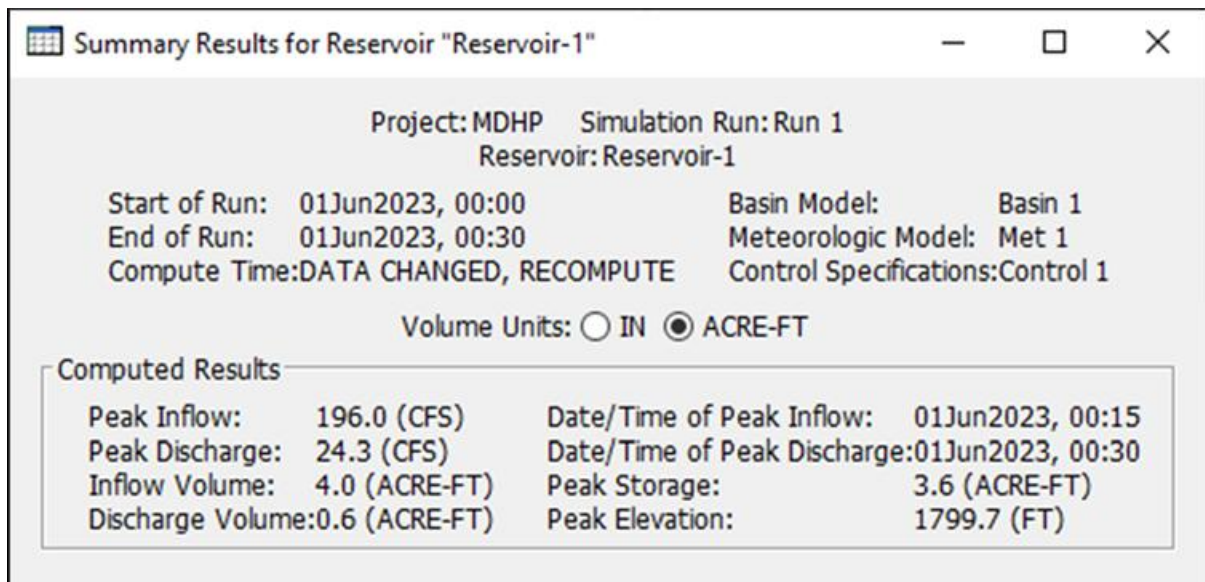 Summary Results for Reservoir "Reservoir-1"
Project: MDHP Simulation Run: Run 1
Reservoir: Reservoir-1
Start of Run: 01Jun2023, 00:00 Basin Model: Basin 1
End of Run: 01Jun2023, 00:30 Meteorologic Model: Met 1
Compute Time:DATA CHANGED, RECOMPUTE Control Specifications:Control 1
Volume Units: IN ACRE-FT
Computed Results
Peak Inflow: 196.0 (CFS) Date/Time of Peak Inflow: 01Jun2023, 00:15
Peak Discharge: 24.3 (CFS) Date/Time of Peak Discharge:01Jun2023, 00:30
Inflow Volume: 4.0 (ACRE-FT) Peak Storage: 3.6 (ACRE-FT)
Discharge Volume:0.6 (ACRE-FT) Peak Elevation: 1799.7 (FT)